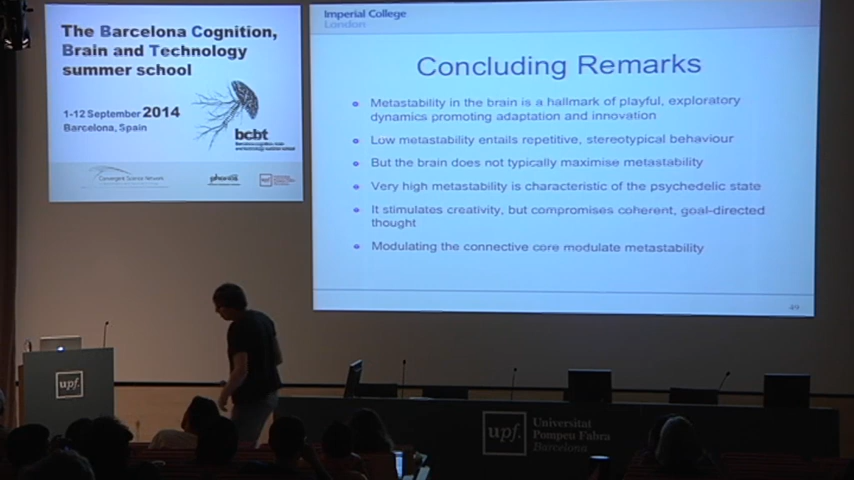 The Barcelona Cognition,
Brain and Technology
summer school
1-12 September 2014
Barcelona, Spain
bcbt
Convergent Science Network
Imperial College
London
Concluding Remarks
Metastability in the brain is a hallmark of playful, exploratory
dynamics promoting adaptation and innovation
Low metastability entails repetitive, stereotypical behaviour
But the brain does not typically maximise metastability
Very high metastability is characteristic of the psychedelic state
It stimulates creativity, but compromises coherent, goal-directed
thought
Modulating the connective core modulate metastability
49
upf.
upf.
Universitat
Pompeu Fabra
Barcelona